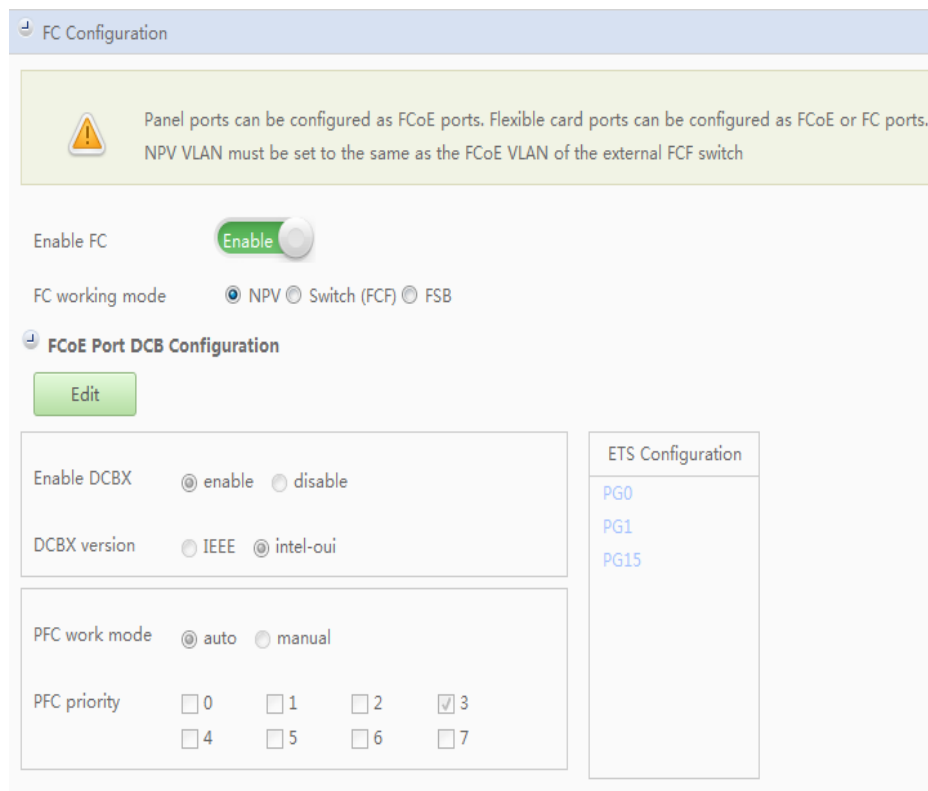 FC Configuration
Panel ports can be configured as FCoE ports. Flexible card ports can be configured as FCoE or FC ports.
NPV VLAN must be set to the same as the FCoE VLAN of the external FCF switch
Enable FC Enable
FC working mode NPV Switch (FCF) FSB
FCoE Port DCB Configuration
Edit
Enable DCBX enable disable
DCBX version IEEE intel-oui
PFC work mode auto manual
PFC priority 0 1 2 3
4 5 6 7
ETS Configuration
PG0
PG1
PG15